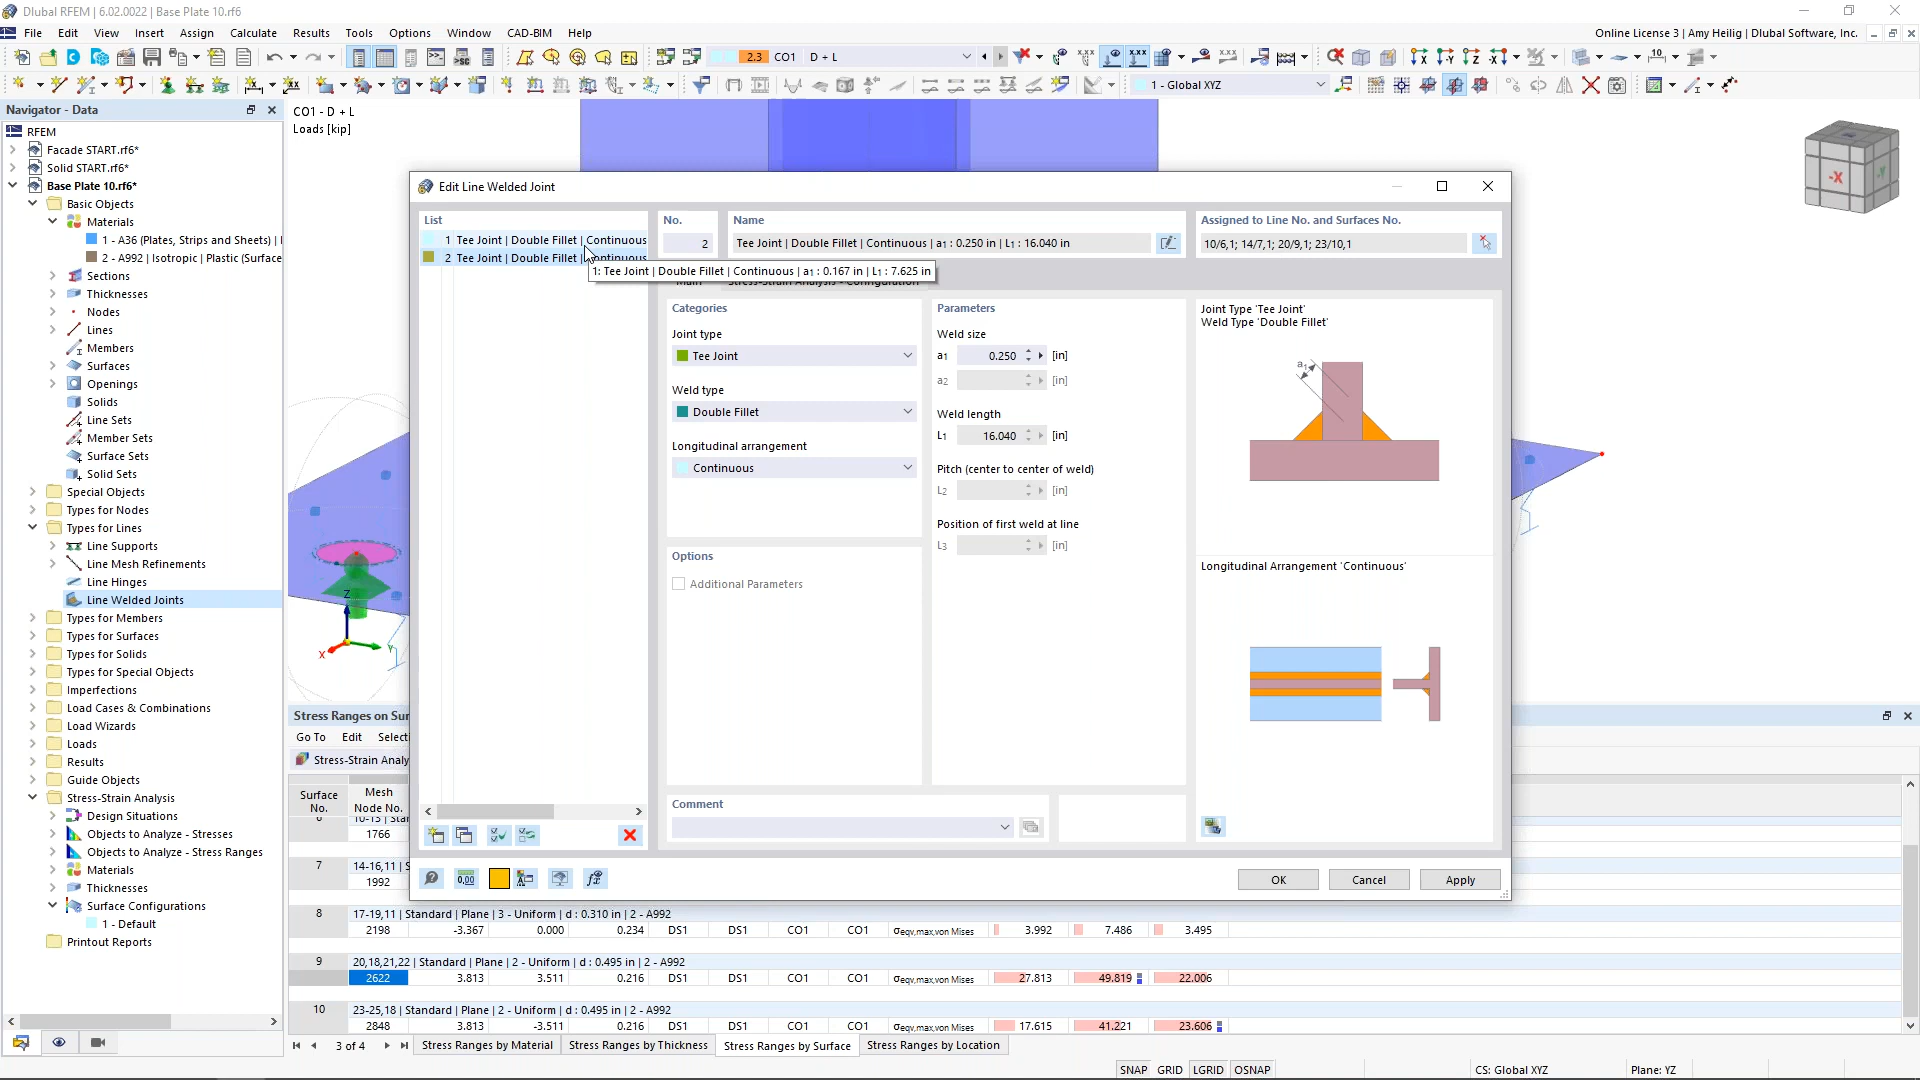 Dlubal RFEM | 6.02.0022 | Base Plate 10.rf6
File Edit View Insert Assign Calculate Results Tools Options Window CAD-BIM Help
Online License 3 | Amy Heilig | Dlubal Software, Inc.
2.3 CO1 D + L
1 - Global XYZ
Navigator - Data
RFEM
Facade START.rf6*
Solid START.rf6*
Base Plate 10.rf6*
Basic Objects
Materials
1 - A36 (Plates, Strips and Sheets) |
2 - A992 | Isotropic | Plastic (Surface
Sections
Thicknesses
Nodes
Lines
Members
Surfaces
Openings
Solids
Line Sets
Member Sets
Surface Sets
Solid Sets
Special Objects
Types for Nodes
Types for Lines
Line Supports
Line Mesh Refinements
Line Hinges
Line Welded Joints
Types for Members
Types for Surfaces
Types for Solids
Types for Special Objects
Imperfections
Load Cases & Combinations
Load Wizards
Loads
Results
Guide Objects
Stress-Strain Analysis
Design Situations
Objects to Analyze - Stresses
Objects to Analyze - Stress Ranges
Materials
Thicknesses
Surface Configurations
1 - Default
Printout Reports
CO1 - D + L
Loads [kip]
-X -Y
Z
X Y
Edit Line Welded Joint
List
1 Tee Joint | Double Fillet | Continuous
2 Tee Joint | Double Fillet | Continuous
1: Tee Joint | Double Fillet | Continuous | a1 : 0.167 in | L1 : 7.625 in
No.
2
Name
Tee Joint | Double Fillet | Continuous | a1 : 0.250 in | L1 : 16.040 in
Assigned to Line No. and Surfaces No.
10/6,1; 14/7,1; 20/9,1; 23/10,1
Main Stress-Strain Analysis - Configuration
Categories
Joint type
Tee Joint
Weld type
Double Fillet
Longitudinal arrangement
Continuous
Options
Additional Parameters
Parameters
Weld size
a1 0.250 [in]
a2 [in]
Weld length
L1 16.040 [in]
Pitch (center to center of weld)
L2 [in]
Position of first weld at line
L3 [in]
Joint Type 'Tee Joint'
Weld Type 'Double Fillet'
a1
Longitudinal Arrangement 'Continuous'
Comment
0,00
OK Cancel Apply
Stress Ranges on Sur
Go To Edit Selecti
Stress-Strain Analy
Surface No. Mesh Node No.
1766
7 14-16,11 | S
1992
8 17-19,11 | Standard | Plane | 3 - Uniform | d : 0.310 in | 2 - A992
2198 -3.367 0.000 0.234 DS1 DS1 CO1 CO1 σeqv,max,von Mises 3.992 7.486 3.495
9 20,18,21,22 | Standard | Plane | 2 - Uniform | d : 0.495 in | 2 - A992
2622 3.813 3.511 0.216 DS1 DS1 CO1 CO1 σeqv,max,von Mises 27.813 49.819 22.006
10 23-25,18 | Standard | Plane | 2 - Uniform | d : 0.495 in | 2 - A992
2848 3.813 -3.511 0.216 DS1 DS1 CO1 CO1 σeqv,max,von Mises 17.615 41.221 23.606
3 of 4 Stress Ranges by Material Stress Ranges by Thickness Stress Ranges by Surface Stress Ranges by Location
SNAP GRID LGRID OSNAP CS: Global XYZ Plane: YZ